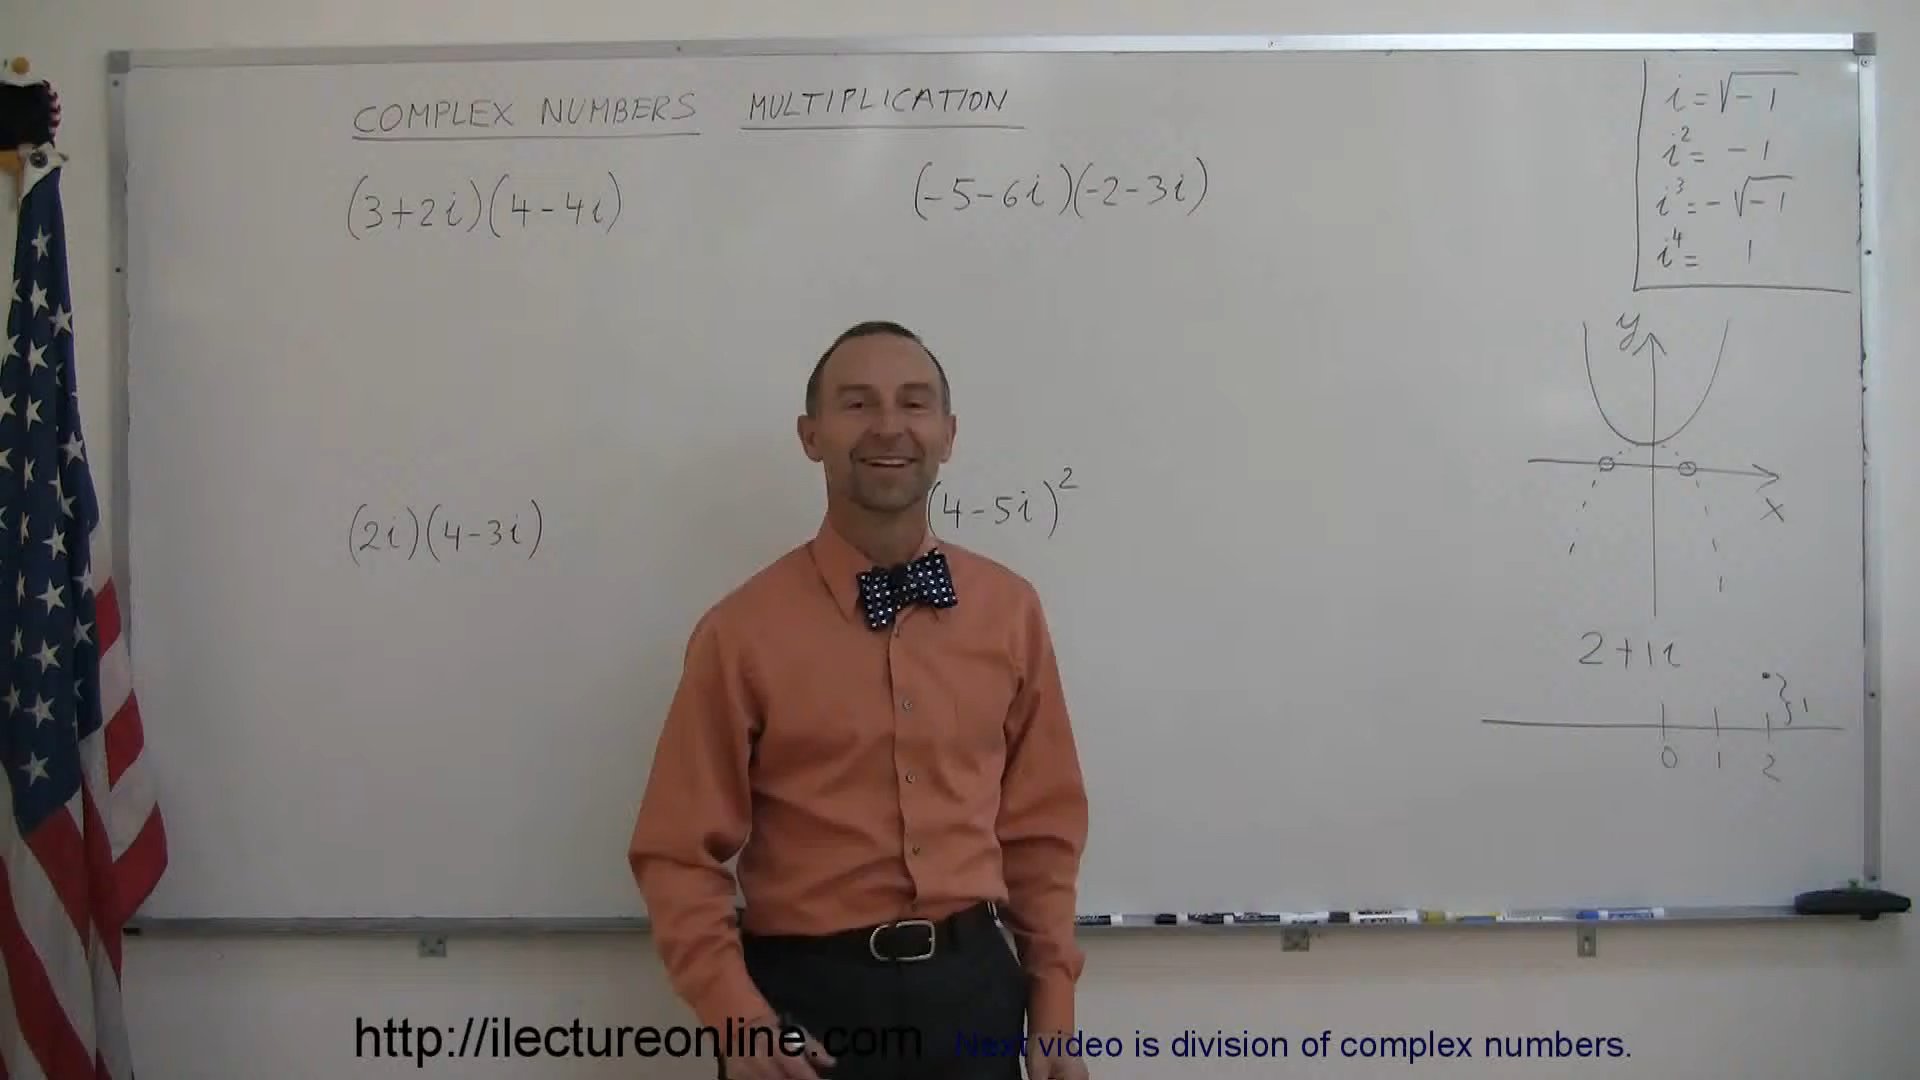 COMPLEX NUMBERS MULTIPLICATION
(3+2i)(4-4i)
(-5-6i)(-2-3i)
(2i)(4-3i)
(4-5i)²
i=√-1
i²=-1
i³=-√-1
i⁴=1
y
x
2+1i
}1
0 1 2
http://ilectureonline.com
Next video is division of complex numbers.